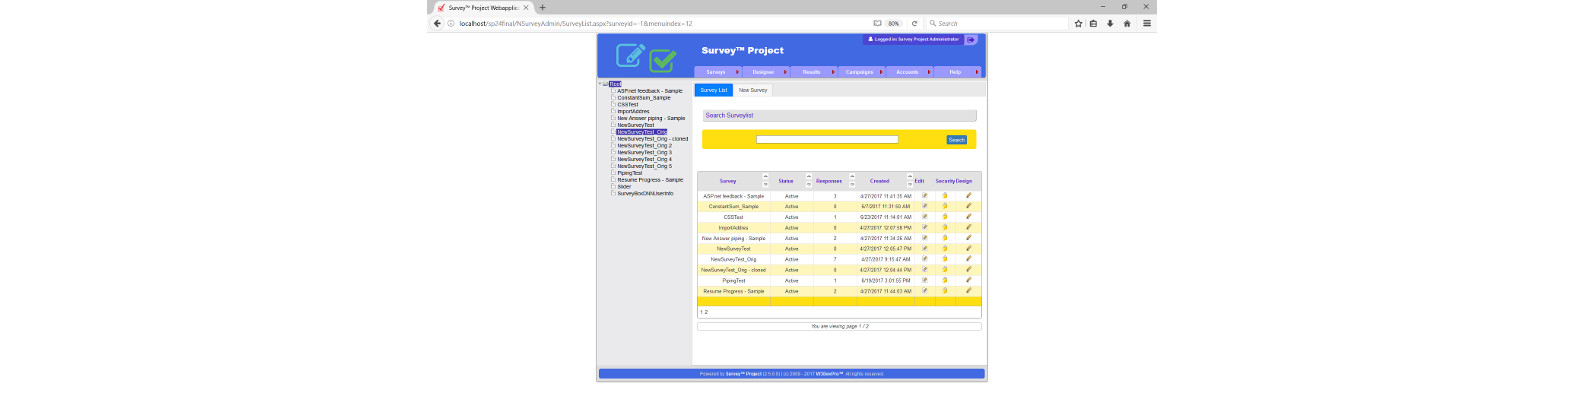 Survey™ Project Webapplic
localhost/sp24final/NSurveyAdmin/SurveyList.aspx?surveyid=-1&menuindex=12
80%
Search
Logged in: Survey Project Administrator
Survey™ Project
Surveys
Designer
Results
Campaigns
Accounts
Help
Root
ASP.net feedback - Sample
ConstantSum_Sample
CSSTest
ImportAddres
New Answer piping - Sample
NewSurveyTest
NewSurveyTest_Orig
NewSurveyTest_Orig - cloned
NewSurveyTest_Orig 2
NewSurveyTest_Orig 3
NewSurveyTest_Orig 4
NewSurveyTest_Orig 5
PipingTest
Resume Progress - Sample
Slider
SurveyBoxDNNUserInfo
Survey List
New Survey
Search Surveylist
Search
Survey Status Responses Created Edit Security Design
ASP.net feedback - Sample Active 3 4/27/2017 11:41:35 AM
ConstantSum_Sample Active 0 6/7/2017 11:31:50 AM
CSSTest Active 1 6/23/2017 11:14:01 AM
ImportAddres Active 0 4/27/2017 12:07:58 PM
New Answer piping - Sample Active 2 4/27/2017 11:34:26 AM
NewSurveyTest Active 0 4/27/2017 12:05:47 PM
NewSurveyTest_Orig Active 7 4/27/2017 9:15:47 AM
NewSurveyTest_Orig - cloned Active 0 4/27/2017 12:04:44 PM
PipingTest Active 1 6/19/2017 3:01:55 PM
Resume Progress - Sample Active 2 4/27/2017 11:44:03 AM
1 2
You are viewing page 1 / 2
Powered by Survey™ Project (2.5.0.0) | (c) 2009 - 2017 W3DevPro™ All rights reserved.